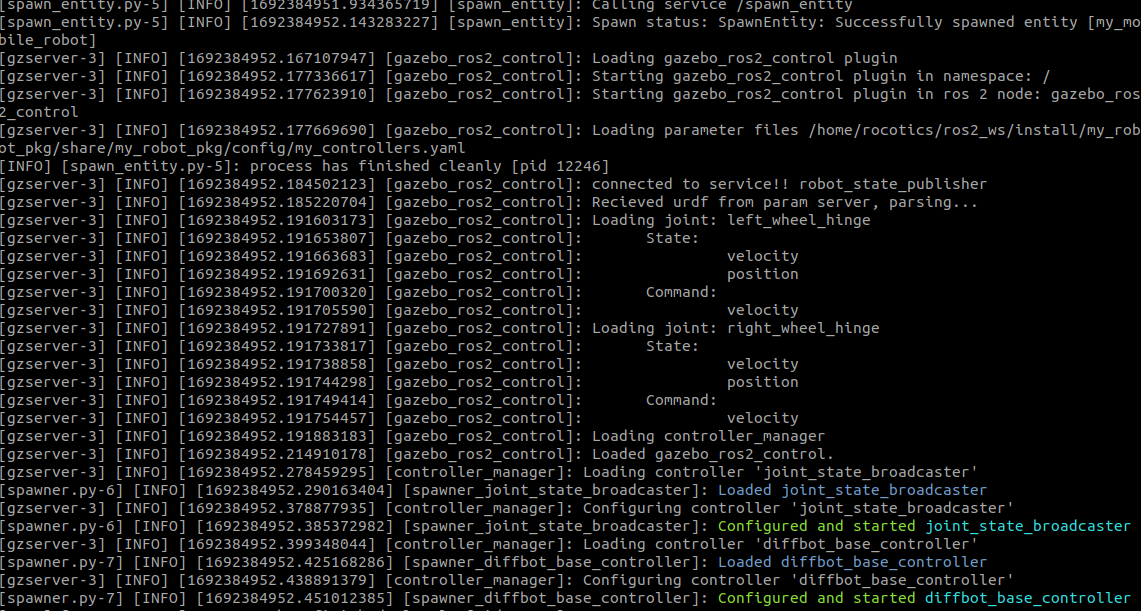 [spawn_entity.py-5] [INFO] [1692384951.934365719] [spawn_entity]: Calling service /spawn_entity
[spawn_entity.py-5] [INFO] [1692384952.143283227] [spawn_entity]: Spawn status: SpawnEntity: Successfully spawned entity [my_mo
bile_robot]
[gzserver-3] [INFO] [1692384952.167107947] [gazebo_ros2_control]: Loading gazebo_ros2_control plugin
[gzserver-3] [INFO] [1692384952.177336617] [gazebo_ros2_control]: Starting gazebo_ros2_control plugin in namespace: /
[gzserver-3] [INFO] [1692384952.177623910] [gazebo_ros2_control]: Starting gazebo_ros2_control plugin in ros 2 node: gazebo_ros
2_control
[gzserver-3] [INFO] [1692384952.177669690] [gazebo_ros2_control]: Loading parameter files /home/rocotics/ros2_ws/install/my_rob
ot_pkg/share/my_robot_pkg/config/my_controllers.yaml
[INFO] [spawn_entity.py-5]: process has finished cleanly [pid 12246]
[gzserver-3] [INFO] [1692384952.184502123] [gazebo_ros2_control]: connected to service!! robot_state_publisher
[gzserver-3] [INFO] [1692384952.185220704] [gazebo_ros2_control]: Recieved urdf from param server, parsing...
[gzserver-3] [INFO] [1692384952.191603173] [gazebo_ros2_control]: Loading joint: left_wheel_hinge
[gzserver-3] [INFO] [1692384952.191653807] [gazebo_ros2_control]: State:
[gzserver-3] [INFO] [1692384952.191663683] [gazebo_ros2_control]: velocity
[gzserver-3] [INFO] [1692384952.191692631] [gazebo_ros2_control]: position
[gzserver-3] [INFO] [1692384952.191700320] [gazebo_ros2_control]: Command:
[gzserver-3] [INFO] [1692384952.191705590] [gazebo_ros2_control]: velocity
[gzserver-3] [INFO] [1692384952.191727891] [gazebo_ros2_control]: Loading joint: right_wheel_hinge
[gzserver-3] [INFO] [1692384952.191733817] [gazebo_ros2_control]: State:
[gzserver-3] [INFO] [1692384952.191738858] [gazebo_ros2_control]: velocity
[gzserver-3] [INFO] [1692384952.191744298] [gazebo_ros2_control]: position
[gzserver-3] [INFO] [1692384952.191749414] [gazebo_ros2_control]: Command:
[gzserver-3] [INFO] [1692384952.191754457] [gazebo_ros2_control]: velocity
[gzserver-3] [INFO] [1692384952.191883183] [gazebo_ros2_control]: Loading controller_manager
[gzserver-3] [INFO] [1692384952.214910178] [gazebo_ros2_control]: Loaded gazebo_ros2_control.
[gzserver-3] [INFO] [1692384952.278459295] [controller_manager]: Loading controller 'joint_state_broadcaster'
[spawner.py-6] [INFO] [1692384952.290163404] [spawner_joint_state_broadcaster]: Loaded joint_state_broadcaster
[gzserver-3] [INFO] [1692384952.378877935] [controller_manager]: Configuring controller 'joint_state_broadcaster'
[spawner.py-6] [INFO] [1692384952.385372982] [spawner_joint_state_broadcaster]: Configured and started joint_state_broadcaster
[gzserver-3] [INFO] [1692384952.399348044] [controller_manager]: Loading controller 'diffbot_base_controller'
[spawner.py-7] [INFO] [1692384952.425168286] [spawner_diffbot_base_controller]: Loaded diffbot_base_controller
[gzserver-3] [INFO] [1692384952.438891379] [controller_manager]: Configuring controller 'diffbot_base_controller'
[spawner.py-7] [INFO] [1692384952.451012385] [spawner_diffbot_base_controller]: Configured and started diffbot_base_controller